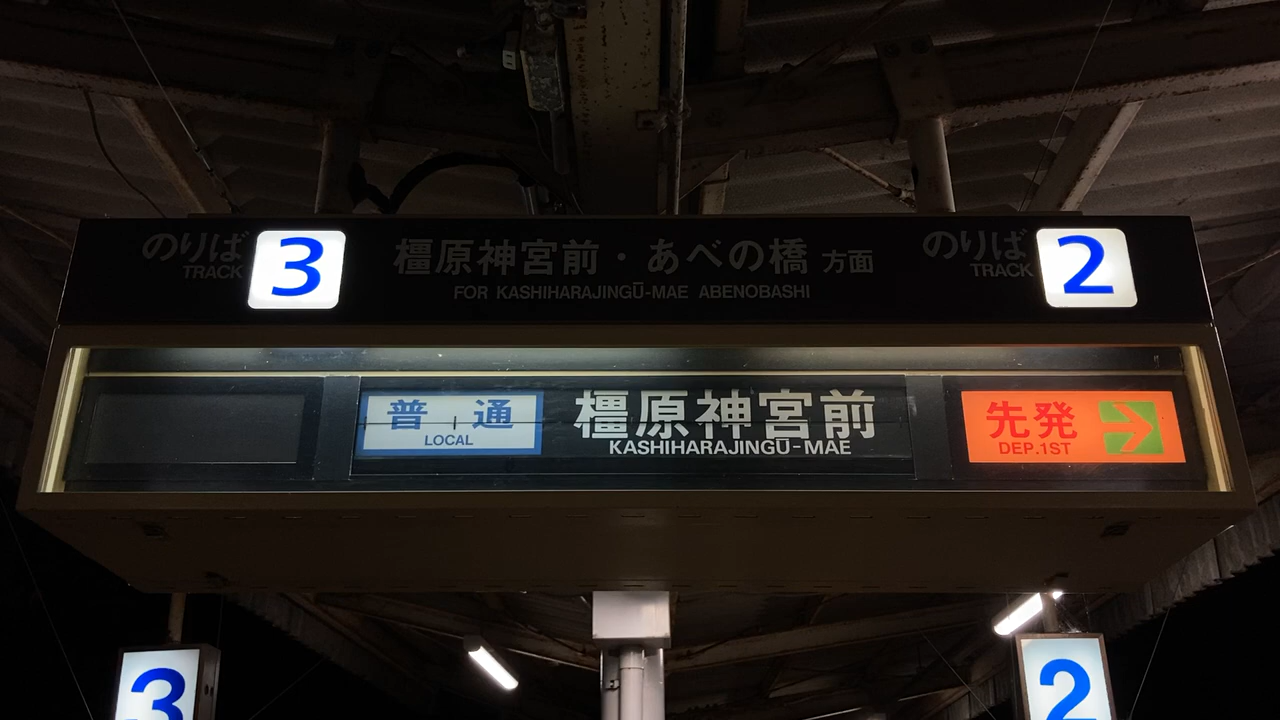 のりば
TRACK
3
橿原神宮前・あべの橋 方面
FOR KASHIHARAJINGŪ-MAE ABENOBASHI
のりば
TRACK
2
普通
LOCAL
橿原神宮前
KASHIHARAJINGŪ-MAE
先発
DEP.1ST
3
2